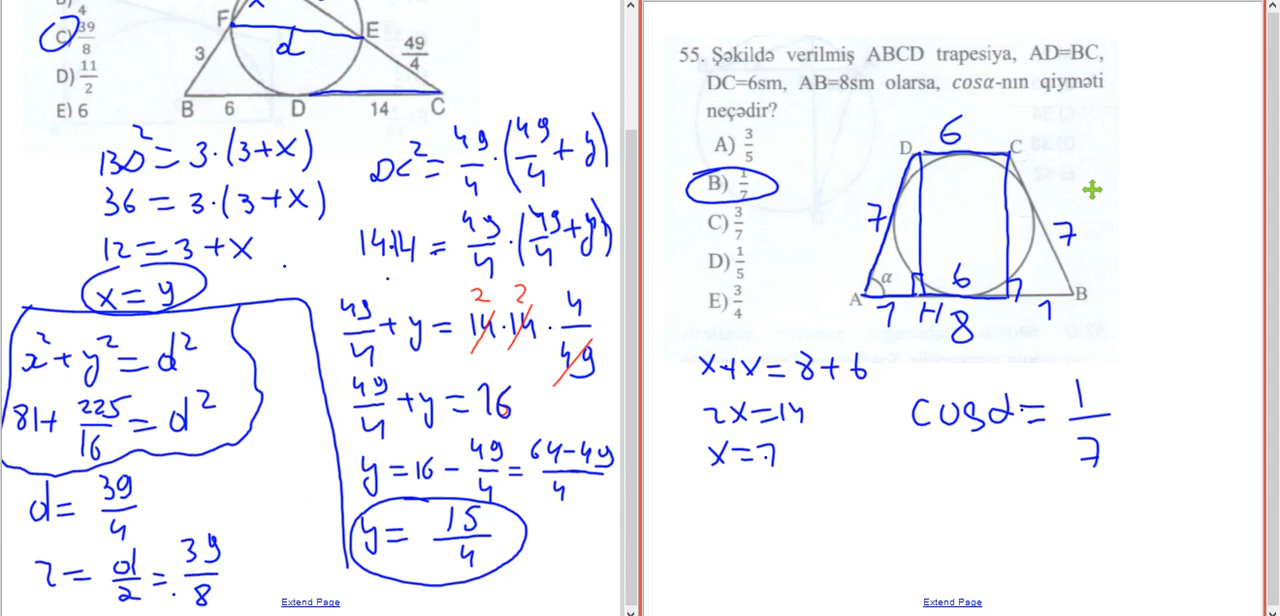 4
C) 39/8
D) 11/2
E) 6
F
x
E
d
3
49/4
B 6 D 14 C
BD² = 3·(3+x)
36 = 3·(3+x)
12 = 3+x
x = y
x² + y² = d²
81 + 225/16 = d²
d = 39/4
r = d/2 = 39/8
DC² = 49/4·(49/4 + y)
14·14 = 49/4·(49/4 + y)
49/4 + y = 14·14·4/49
2 2
49/4 + y = 16
y = 16 - 49/4 = 64-49/4
y = 15/4
Extend Page
55. Şəkildə verilmiş ABCD trapesiya, AD=BC,
DC=6sm, AB=8sm olarsa, cosα-nın qiyməti
neçədir?
A) 3/5
B) 1/7
C) 3/7
D) 1/5
E) 3/4
6
D C
7
7
α
6
A B
1 H 8 1
x+x = 8+6
2x = 14
x = 7
cosα = 1/7
Extend Page